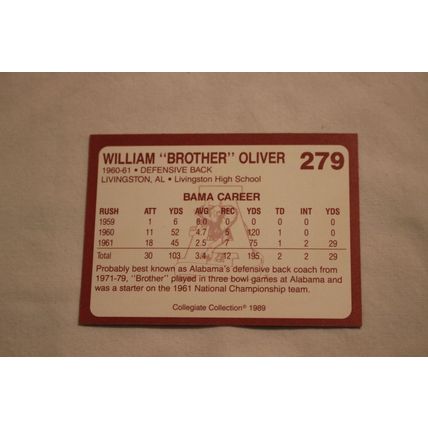 WILLIAM "BROTHER" OLIVER 279
1960-61 • DEFENSIVE BACK
LIVINGSTON, AL • Livingston High School
BAMA CAREER
RUSH ATT YDS AVG REC YDS TD INT YDS
1959 1 6 6.0 0 0 0 0 0
1960 11 52 4.7 5 120 1 0 0
1961 18 45 2.5 7 75 1 2 29
Total 30 103 3.4 12 195 2 2 29
Probably best known as Alabama's defensive back coach from
1971-79, "Brother" played in three bowl games at Alabama and
was a starter on the 1961 National Championship team.
Collegiate Collection® 1989